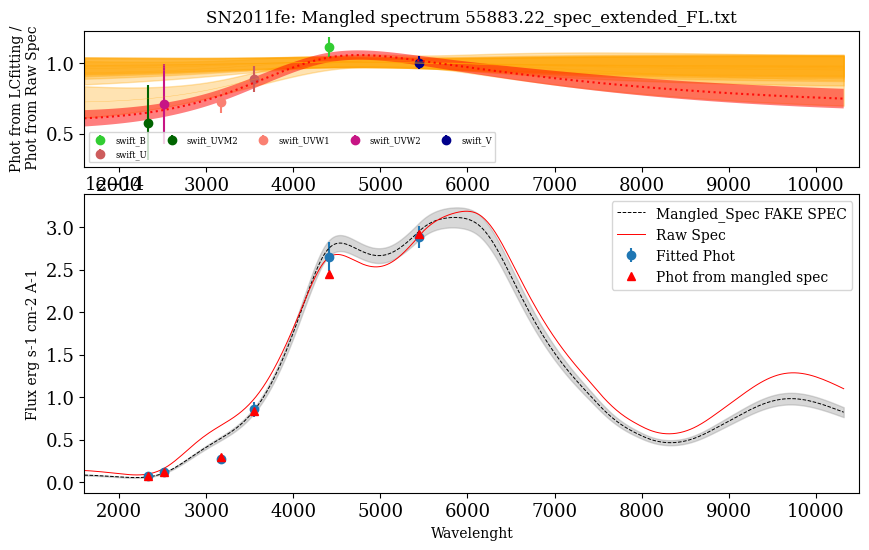 SN2011fe: Mangled spectrum 55883.22_spec_extended_FL.txt
Phot from LCfitting /
Phot from Raw Spec
1.0
0.5
swift_B
swift_UVM2
swift_UVW1
swift_UVW2
swift_V
swift_U
2000 3000 4000 5000 6000 7000 8000 9000 10000
1e−14
Mangled_Spec FAKE SPEC
Raw Spec
Fitted Phot
Phot from mangled spec
Flux erg s-1 cm-2 A-1
3.0
2.5
2.0
1.5
1.0
0.5
0.0
2000 3000 4000 5000 6000 7000 8000 9000 10000
Wavelenght